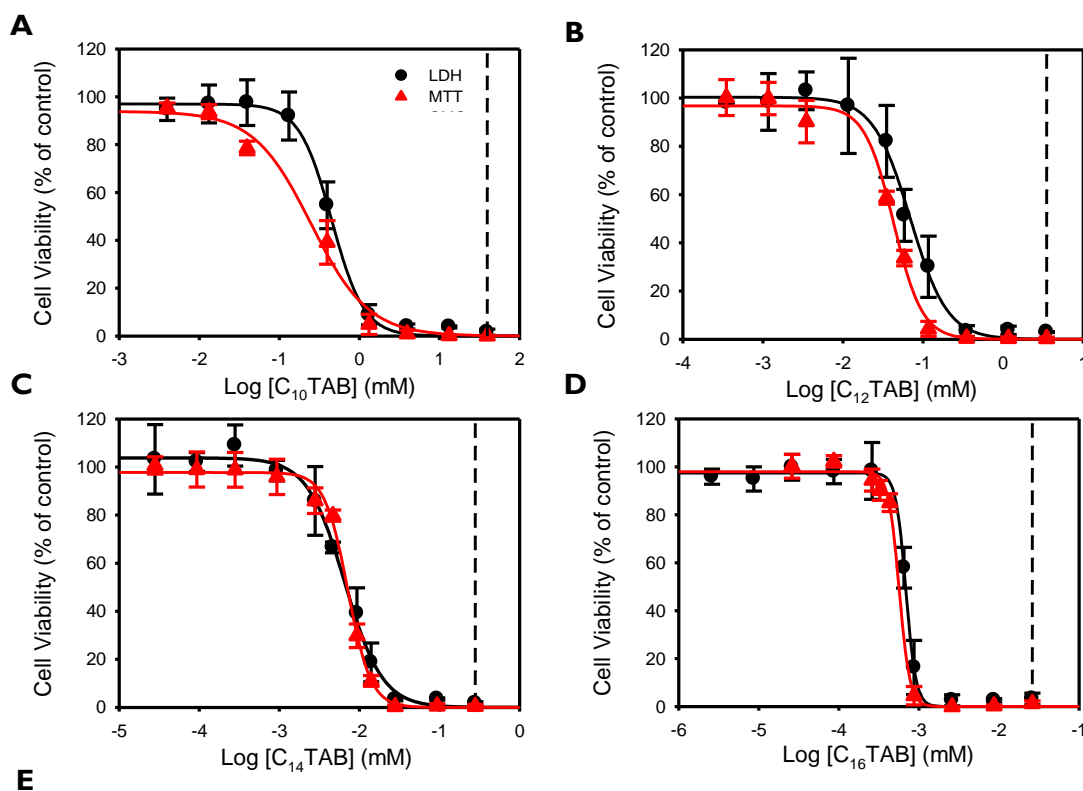 A
B
Cell Viability (% of control)
120
100
80
60
40
20
0
LDH
MTT
-3 -2 -1 0 1 2
Log [C₁₀TAB] (mM)
Cell Viability (% of control)
120
100
80
60
40
20
0
-4 -3 -2 -1 0 1
Log [C₁₂TAB] (mM)
C
D
Cell Viability (% of control)
120
100
80
60
40
20
0
-5 -4 -3 -2 -1 0
Log [C₁₄TAB] (mM)
Cell Viability (% of control)
120
100
80
60
40
20
0
-6 -5 -4 -3 -2 -1
Log [C₁₆TAB] (mM)
E